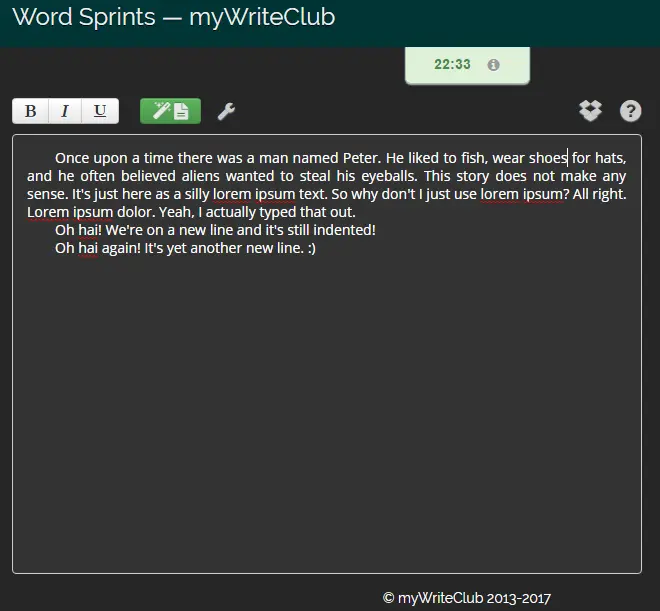 Word Sprints — myWriteClub
22:33
B I U
Once upon a time there was a man named Peter. He liked to fish, wear shoes for hats,
and he often believed aliens wanted to steal his eyeballs. This story does not make any
sense. It's just here as a silly lorem ipsum text. So why don't I just use lorem ipsum? All right.
Lorem ipsum dolor. Yeah, I actually typed that out.
Oh hai! We're on a new line and it's still indented!
Oh hai again! It's yet another new line. :)
© myWriteClub 2013-2017